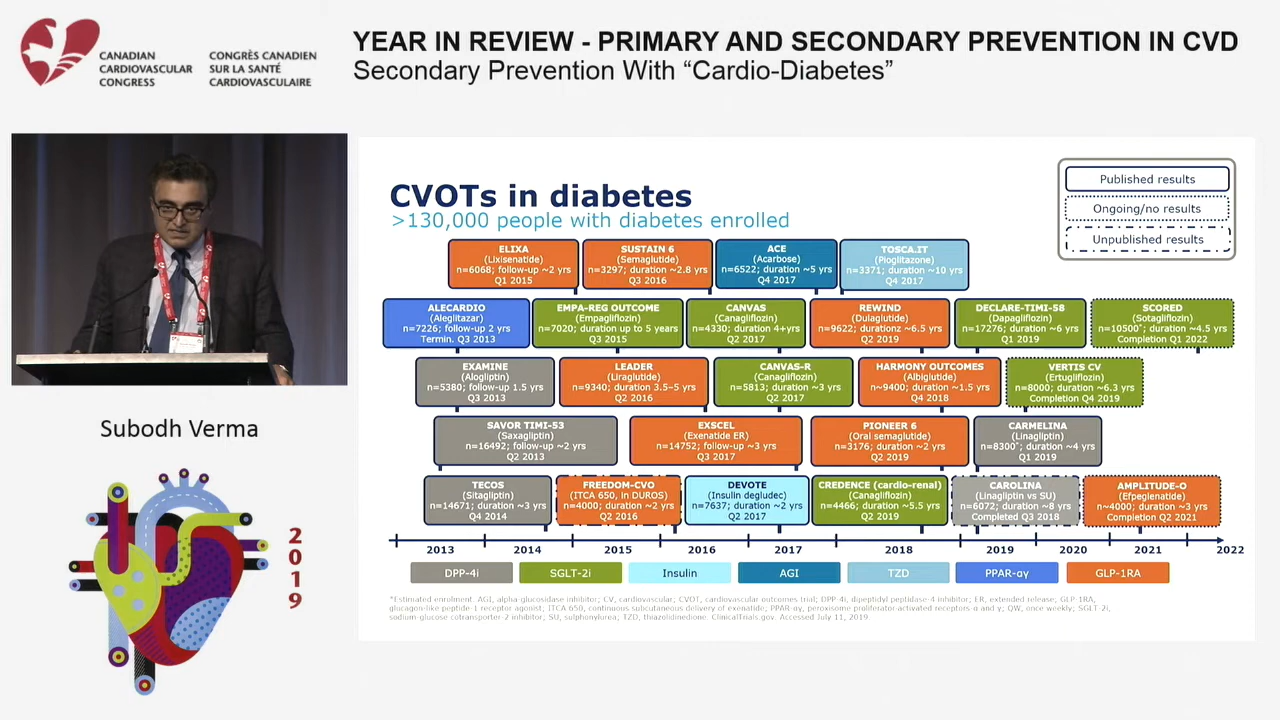 CANADIAN
CARDIOVASCULAR
CONGRESS
CONGRÈS CANADIEN
SUR LA SANTÉ
CARDIOVASCULAIRE
YEAR IN REVIEW - PRIMARY AND SECONDARY PREVENTION IN CVD
Secondary Prevention With “Cardio-Diabetes”
Subodh Verma
2019
CVOTs in diabetes
>130,000 people with diabetes enrolled
Published results
Ongoing/no results
Unpublished results
ELIXA
(Lixisenatide)
n=6068; follow-up ~2 yrs
Q1 2015
SUSTAIN 6
(Semaglutide)
n=3297; duration ~2.8 yrs
Q3 2016
ACE
(Acarbose)
n=6522; duration ~5 yrs
Q4 2017
TOSCA.IT
(Pioglitazone)
n=3371; duration ~10 yrs
Q4 2017
ALECARDIO
(Aleglitazar)
n=7226; follow-up 2 yrs
Termin. Q3 2013
EMPA-REG OUTCOME
(Empagliflozin)
n=7020; duration up to 5 years
Q3 2015
CANVAS
(Canagliflozin)
n=4330; duration 4+yrs
Q2 2017
REWIND
(Dulaglutide)
n=9622; durationz ~6.5 yrs
Q2 2019
DECLARE-TIMI-58
(Dapagliflozin)
n=17276; duration ~6 yrs
Q1 2019
SCORED
(Sotagliflozin)
n=10500*; duration ~4.5 yrs
Completion Q1 2022
EXAMINE
(Alogliptin)
n=5380; follow-up 1.5 yrs
Q3 2013
LEADER
(Liraglutide)
n=9340; duration 3.5–5 yrs
Q2 2016
CANVAS-R
(Canagliflozin)
n=5813; duration ~3 yrs
Q2 2017
HARMONY OUTCOMES
(Albiglutide)
n~9400; duration ~1.5 yrs
Q4 2018
VERTIS CV
(Ertugliflozin)
n=8000; duration ~6.3 yrs
Completion Q4 2019
SAVOR TIMI-53
(Saxagliptin)
n=16492; follow-up ~2 yrs
Q2 2013
EXSCEL
(Exenatide ER)
n=14752; follow-up ~3 yrs
Q3 2017
PIONEER 6
(Oral semaglutide)
n=3176; duration ~2 yrs
Q2 2019
CARMELINA
(Linagliptin)
n=8300*; duration ~4 yrs
Q1 2019
TECOS
(Sitagliptin)
n=14671; duration ~3 yrs
Q4 2014
FREEDOM-CVO
(ITCA 650, in DUROS)
n=4000; duration ~2 yrs
Q2 2016
DEVOTE
(Insulin degludec)
n=7637; duration ~2 yrs
Q2 2017
CREDENCE (cardio-renal)
(Canagliflozin)
n=4466; duration ~5.5 yrs
Q2 2019
CAROLINA
(Linagliptin vs SU)
n=6072; duration ~8 yrs
Completed Q3 2018
AMPLITUDE-O
(Efpeglenatide)
n~4000; duration ~3 yrs
Completion Q2 2021
2013 2014 2015 2016 2017 2018 2019 2020 2021 2022
DPP-4i SGLT-2i Insulin AGI TZD PPAR-αγ GLP-1RA
*Estimated enrolment. AGI, alpha-glucosidase inhibitor; CV, cardiovascular; CVOT, cardiovascular outcomes trial; DPP-4i, dipeptidyl peptidase-4 inhibitor; ER, extended release; GLP-1RA,
glucagon-like peptide-1 receptor agonist; ITCA 650, continuous subcutaneous delivery of exenatide; PPAR-αγ, peroxisome proliferator-activated receptors-α and γ; QW, once weekly; SGLT-2i,
sodium-glucose cotransporter-2 inhibitor; SU, sulphonylurea; TZD, thiazolidinedione. ClinicalTrials.gov. Accessed July 11, 2019